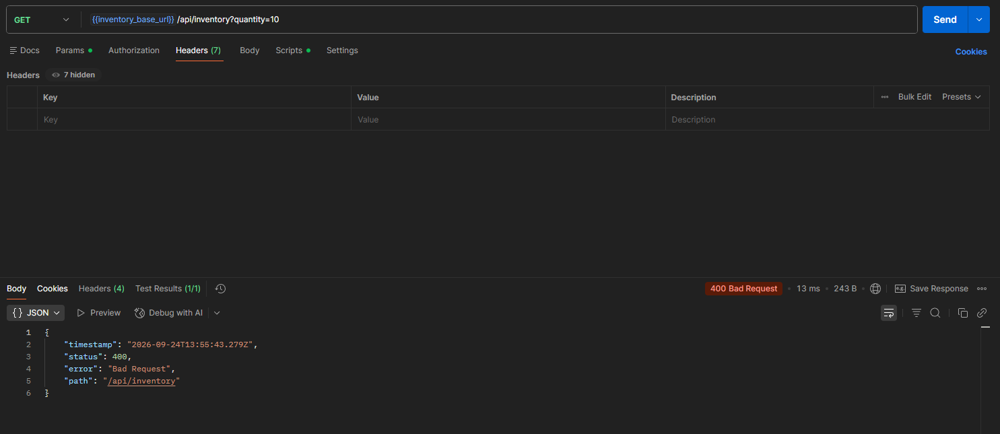 GET {{inventory_base_url}} /api/inventory?quantity=10 Send
Docs Params Authorization Headers (7) Body Scripts Settings Cookies
Headers 7 hidden
Key Value Description Bulk Edit Presets
Key Value Description
Body Cookies Headers (4) Test Results (1/1) 400 Bad Request • 13 ms • 243 B • e.g. Save Response
{} JSON Preview Debug with AI
1 {
2 "timestamp": "2026-09-24T13:55:43.279Z",
3 "status": 400,
4 "error": "Bad Request",
5 "path": "/api/inventory"
6 }